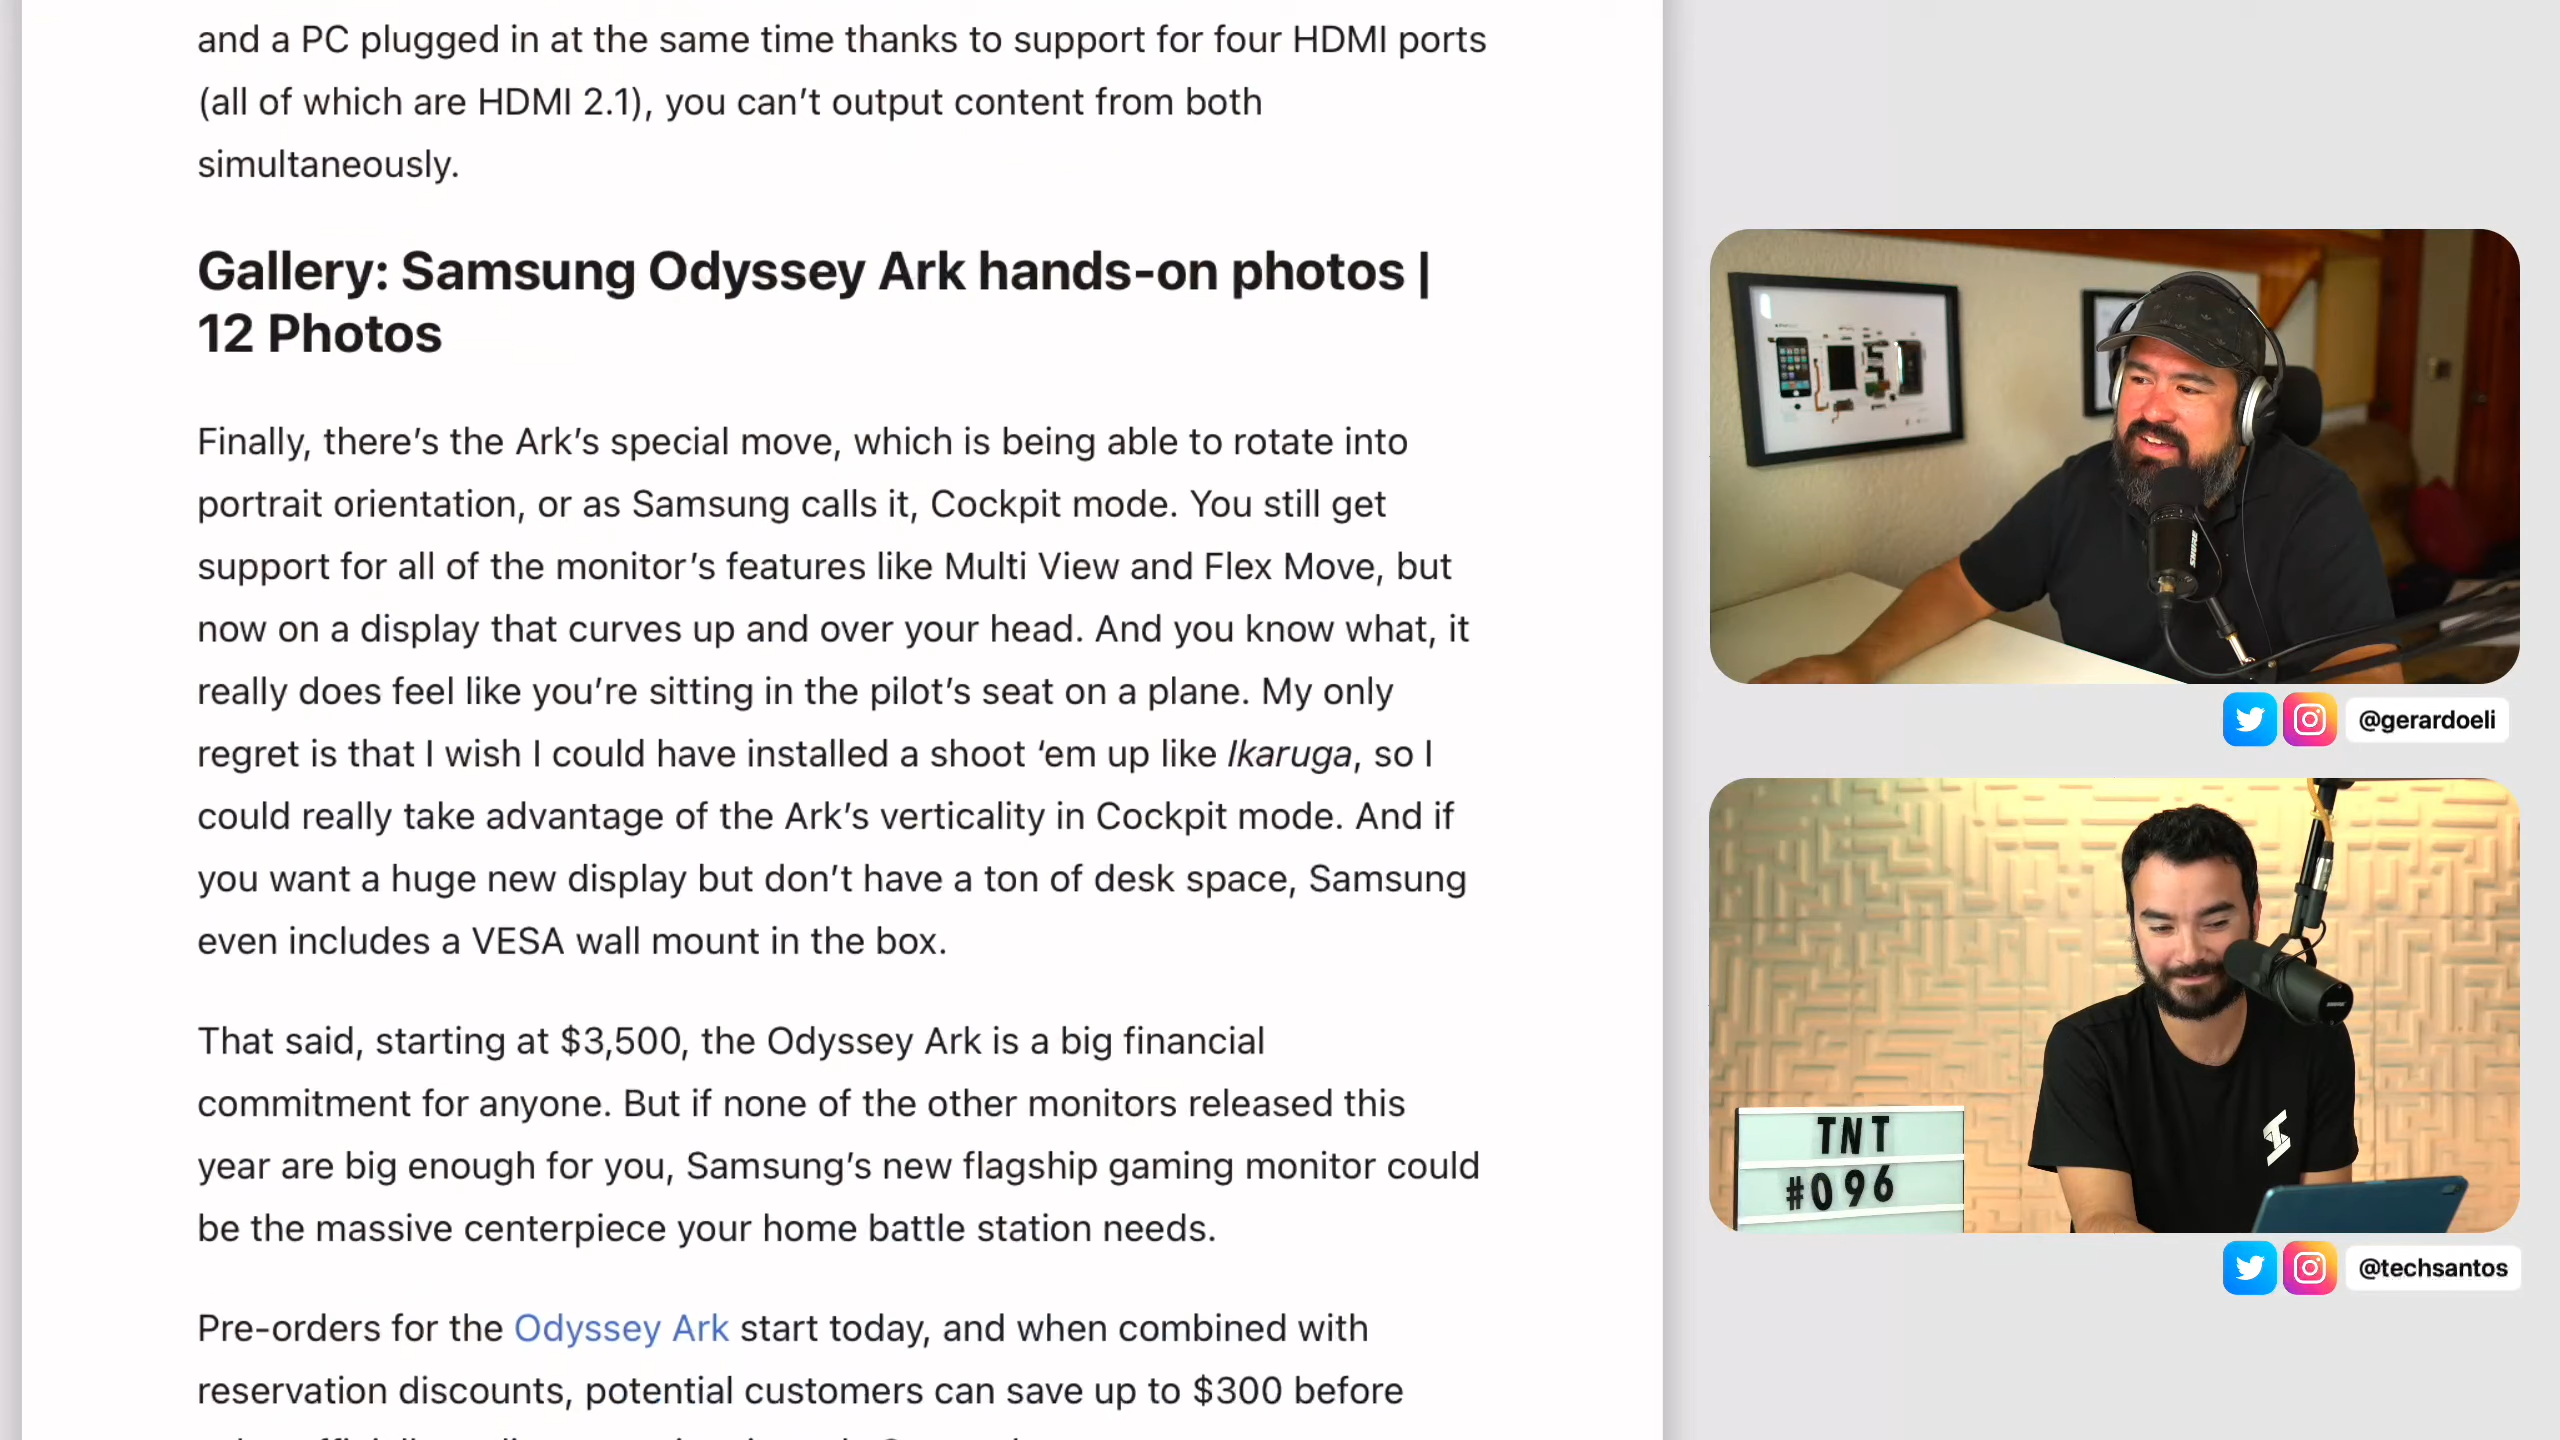 and a PC plugged in at the same time thanks to support for four HDMI ports
(all of which are HDMI 2.1), you can’t output content from both
simultaneously.
Gallery: Samsung Odyssey Ark hands-on photos |
12 Photos
Finally, there’s the Ark’s special move, which is being able to rotate into
portrait orientation, or as Samsung calls it, Cockpit mode. You still get
support for all of the monitor’s features like Multi View and Flex Move, but
now on a display that curves up and over your head. And you know what, it
really does feel like you’re sitting in the pilot’s seat on a plane. My only
regret is that I wish I could have installed a shoot ‘em up like Ikaruga, so I
could really take advantage of the Ark’s verticality in Cockpit mode. And if
you want a huge new display but don’t have a ton of desk space, Samsung
even includes a VESA wall mount in the box.
That said, starting at $3,500, the Odyssey Ark is a big financial
commitment for anyone. But if none of the other monitors released this
year are big enough for you, Samsung’s new flagship gaming monitor could
be the massive centerpiece your home battle station needs.
Pre-orders for the Odyssey Ark start today, and when combined with
reservation discounts, potential customers can save up to $300 before
SHURE
@gerardoeli
TNT
#096
@techsantos